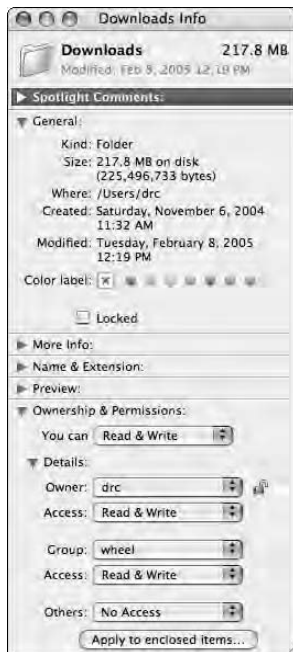 Downloads Info
Downloads 217.8 MB
Modified: Feb 8, 2005 12:19 PM
Spotlight Comments:
General:
Kind: Folder
Size: 217.8 MB on disk
(225,496,733 bytes)
Where: /Users/drc
Created: Saturday, November 6, 2004
11:32 AM
Modified: Tuesday, February 8, 2005
12:19 PM
Color label:
Locked
More Info:
Name & Extension:
Preview:
Ownership & Permissions:
You can Read & Write
Details:
Owner: drc
Access: Read & Write
Group: wheel
Access: Read & Write
Others: No Access
Apply to enclosed items...